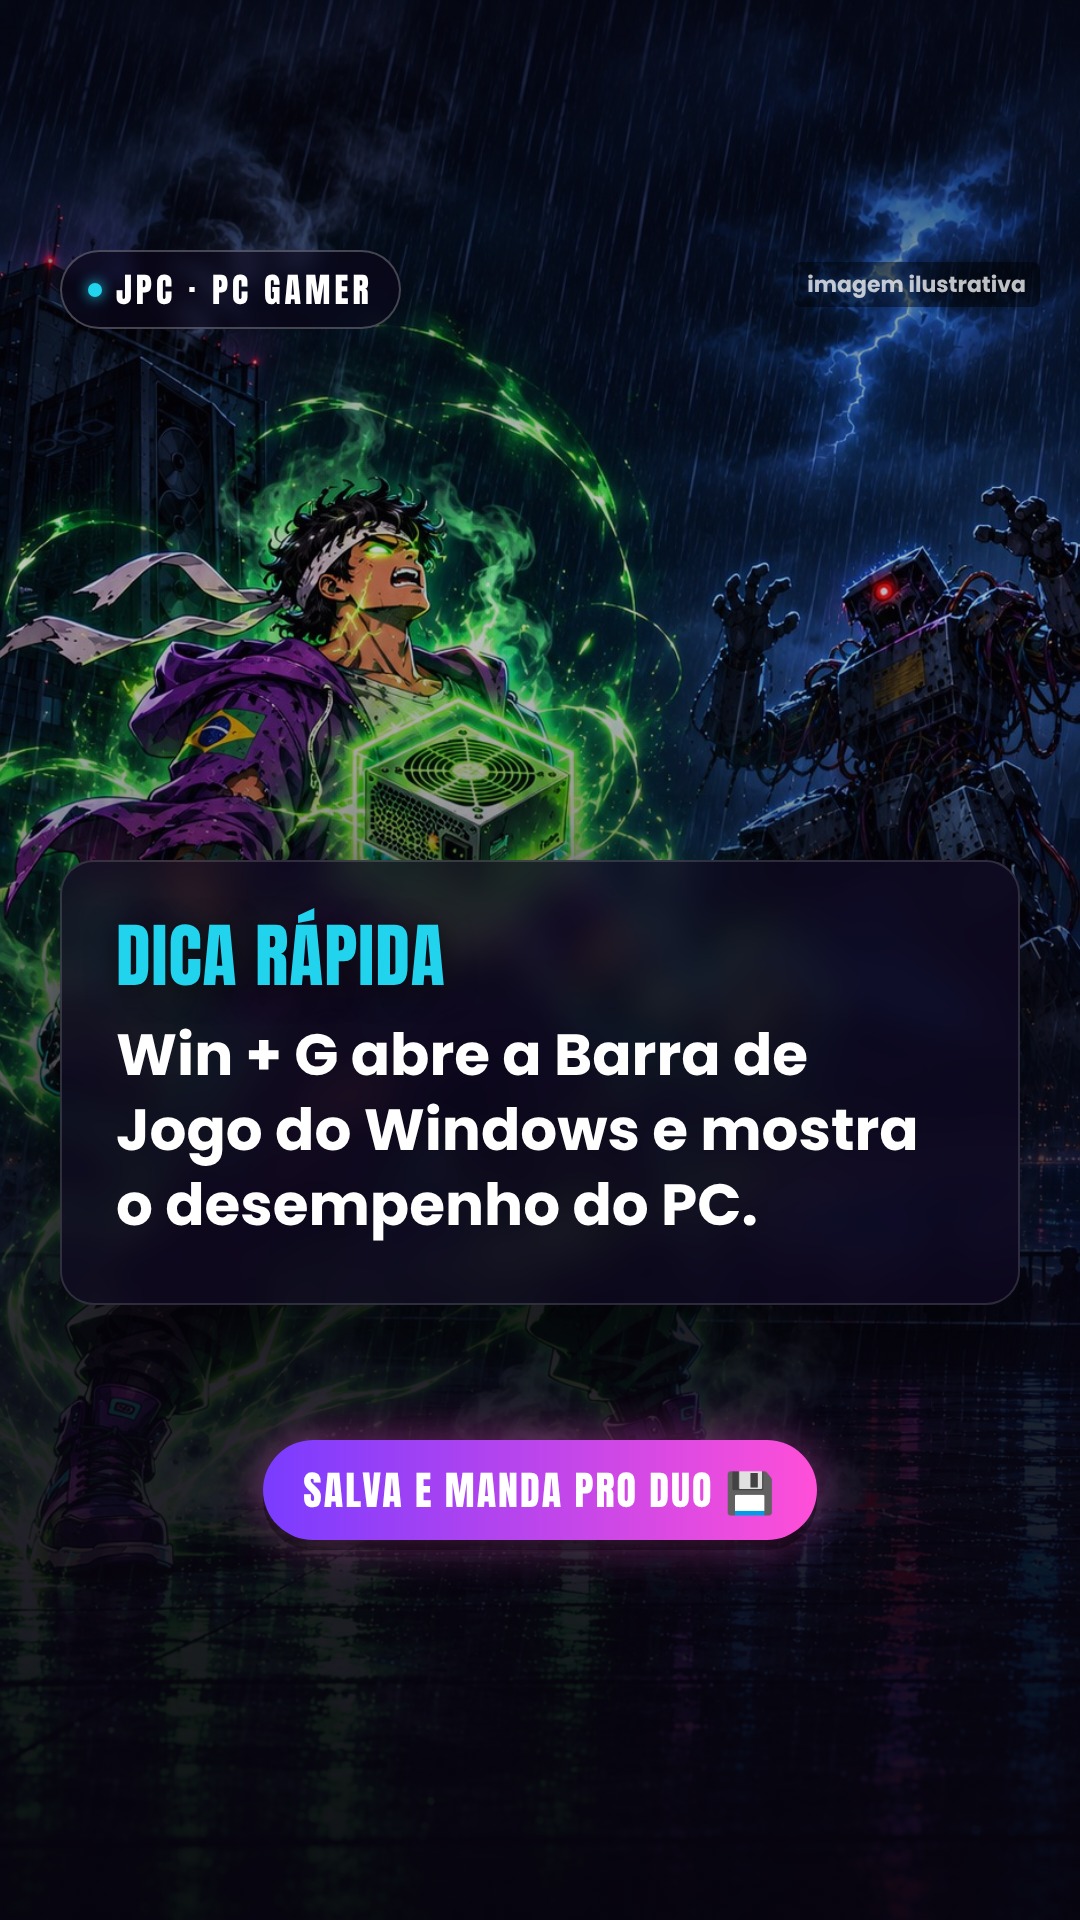 JPC · PC GAMER
imagem ilustrativa
DICA RÁPIDA
Win + G abre a Barra de
Jogo do Windows e mostra
o desempenho do PC.
SALVA E MANDA PRO DUO 💾